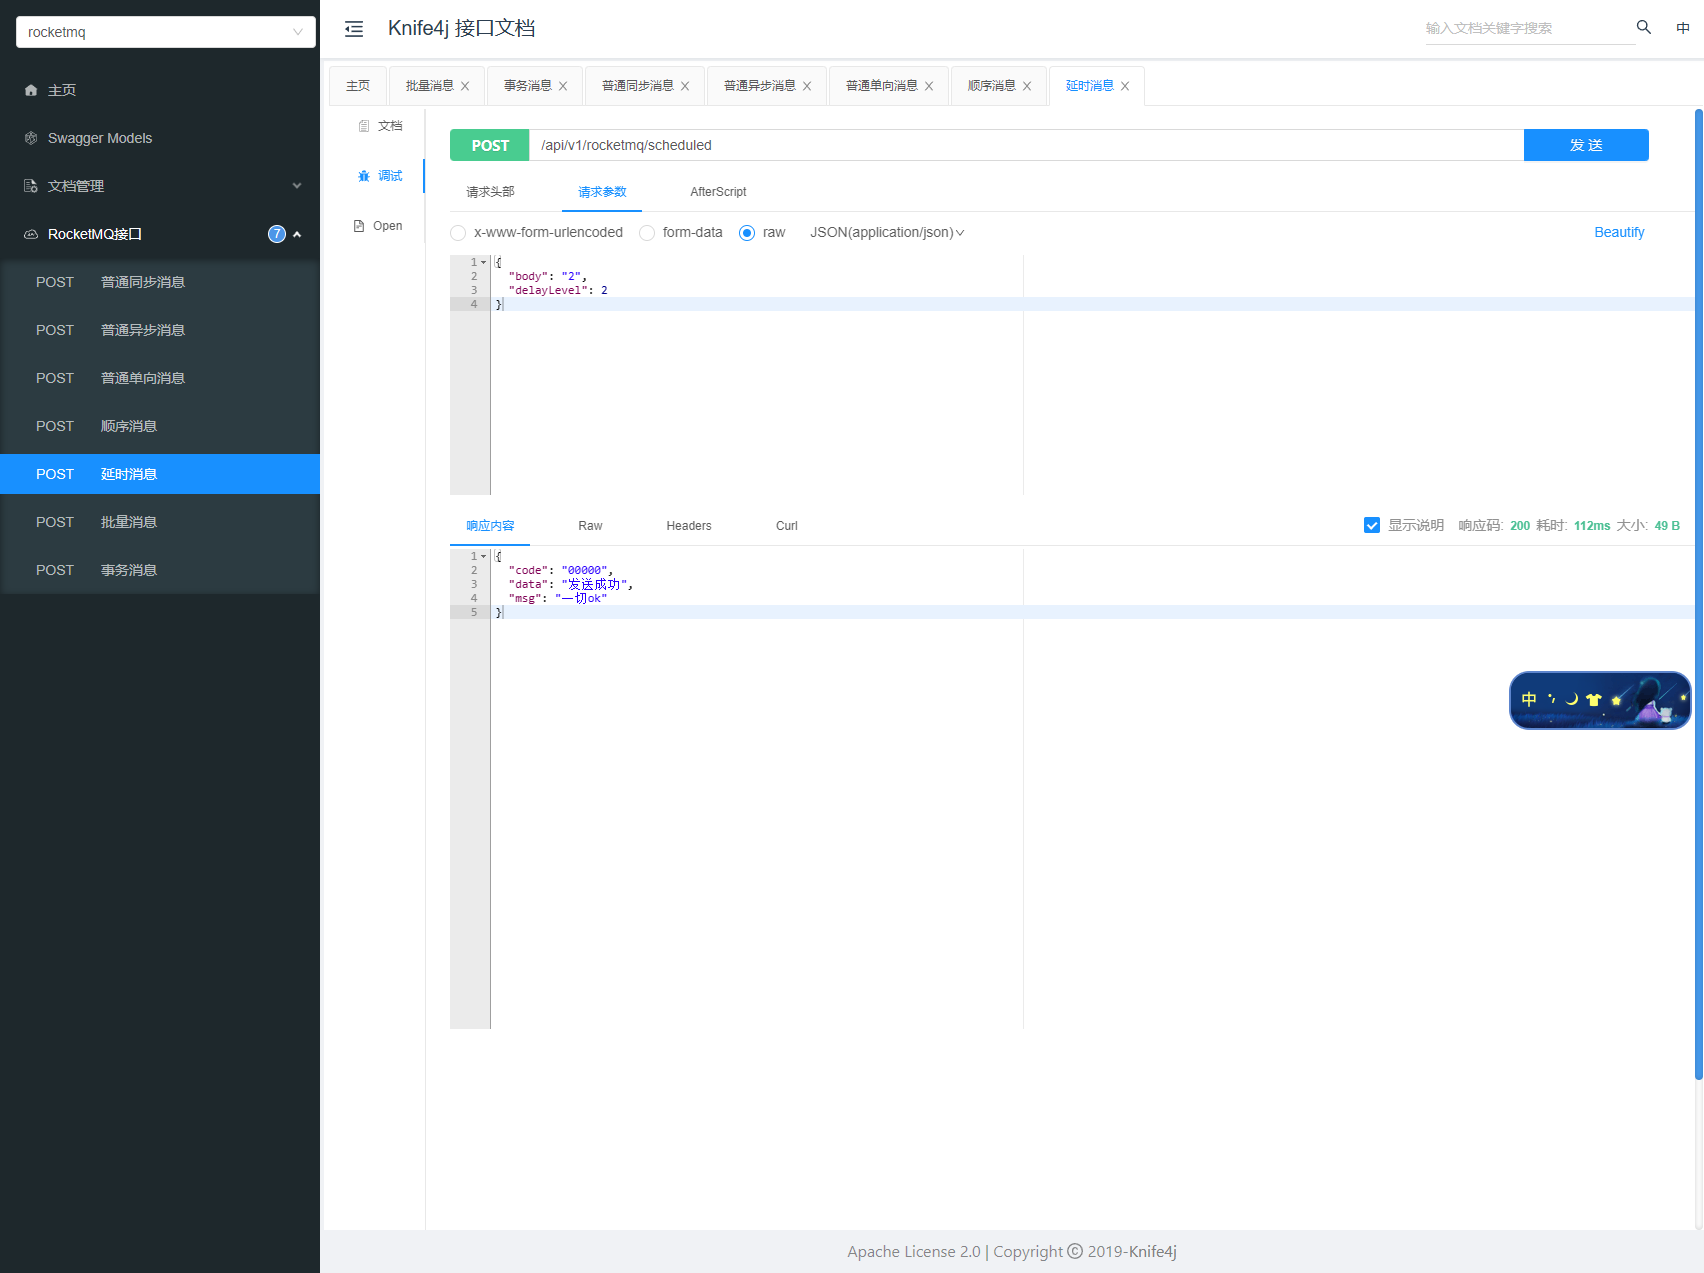 rocketmq
主页
Swagger Models
文档管理
RocketMQ接口 7
POST 普通同步消息
POST 普通异步消息
POST 普通单向消息
POST 顺序消息
POST 延时消息
POST 批量消息
POST 事务消息
Knife4j 接口文档
输入文档关键字搜索 中
主页 批量消息 事务消息 普通同步消息 普通异步消息 普通单向消息 顺序消息 延时消息
文档
调试
Open
POST /api/v1/rocketmq/scheduled 发 送
请求头部 请求参数 AfterScript
x-www-form-urlencoded form-data raw JSON(application/json) Beautify
1 {
2 "body": "2",
3 "delayLevel": 2
4 }
响应内容 Raw Headers Curl 显示说明 响应码: 200 耗时: 112ms 大小: 49 B
1 {
2 "code": "00000",
3 "data": "发送成功",
4 "msg": "一切ok"
5 }
中
Apache License 2.0 | Copyright © 2019-Knife4j